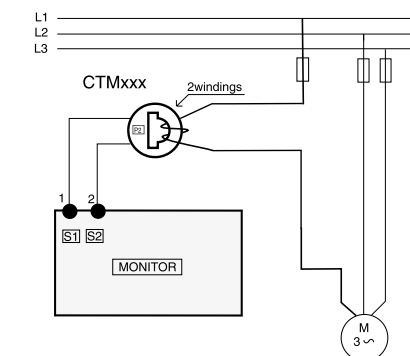 L1
L2
L3
CTMxxx
2windings
P2
1
2
S1
S2
MONITOR
M
3~